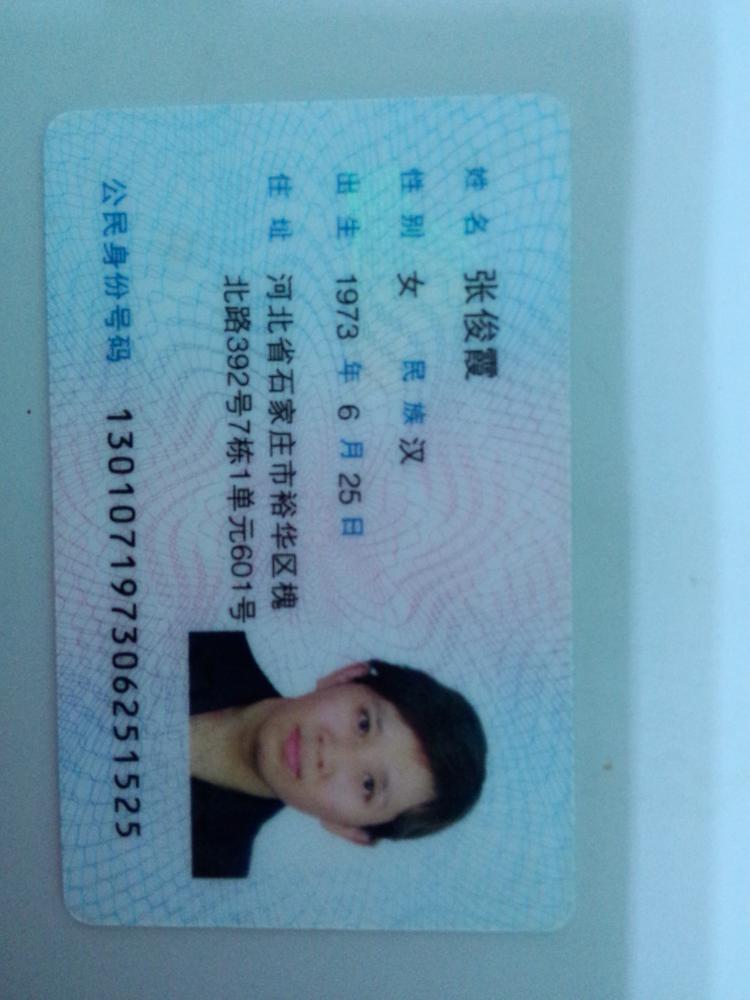 姓名 张俊霞
性别 女 民族 汉
出生 1973 年 6 月 25 日
住址 河北省石家庄市裕华区槐
北路392号7栋1单元601号
公民身份号码 130107197306251525